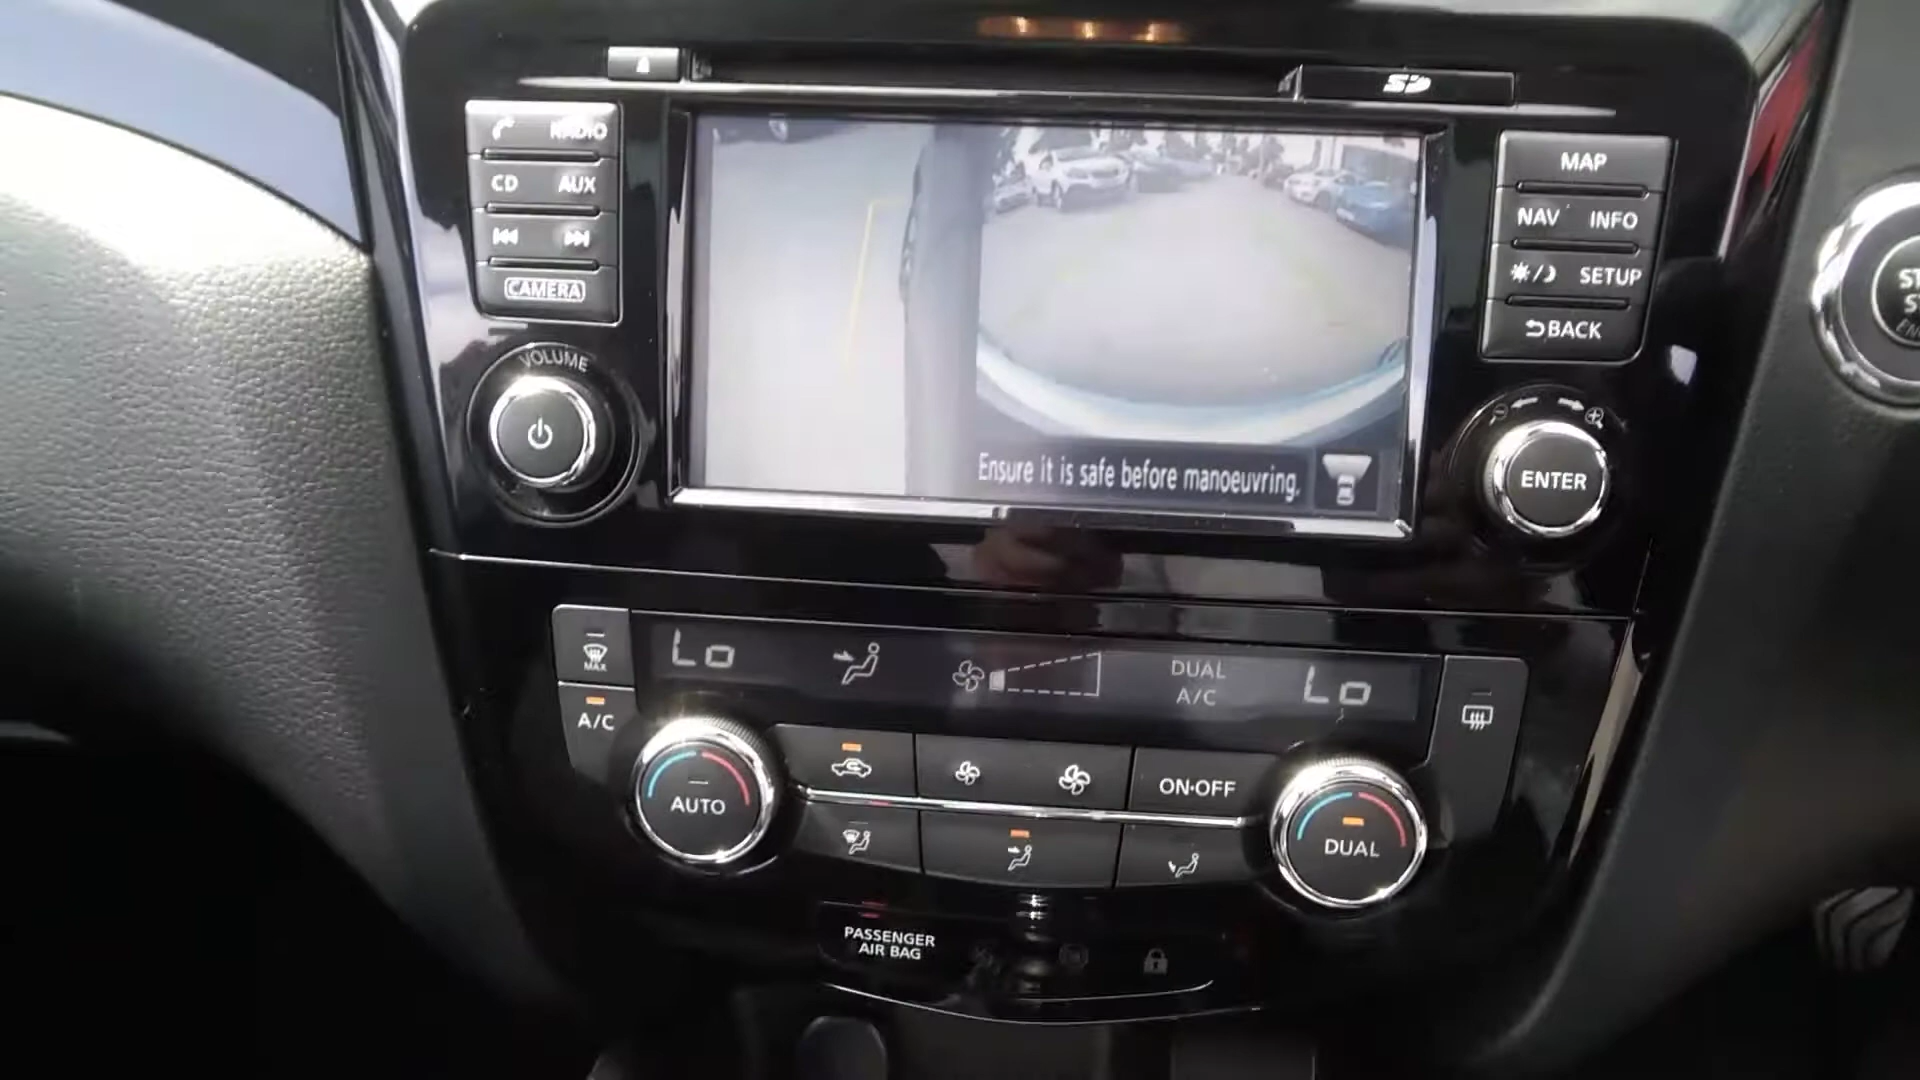 RADIO
CD AUX
CAMERA
VOLUME
MAP
NAV INFO
SETUP
BACK
ENTER
Ensure it is safe before manoeuvring.
MAX
A/C
Lo
DUAL
A/C
Lo
AUTO
ON•OFF
DUAL
PASSENGER
AIR BAG